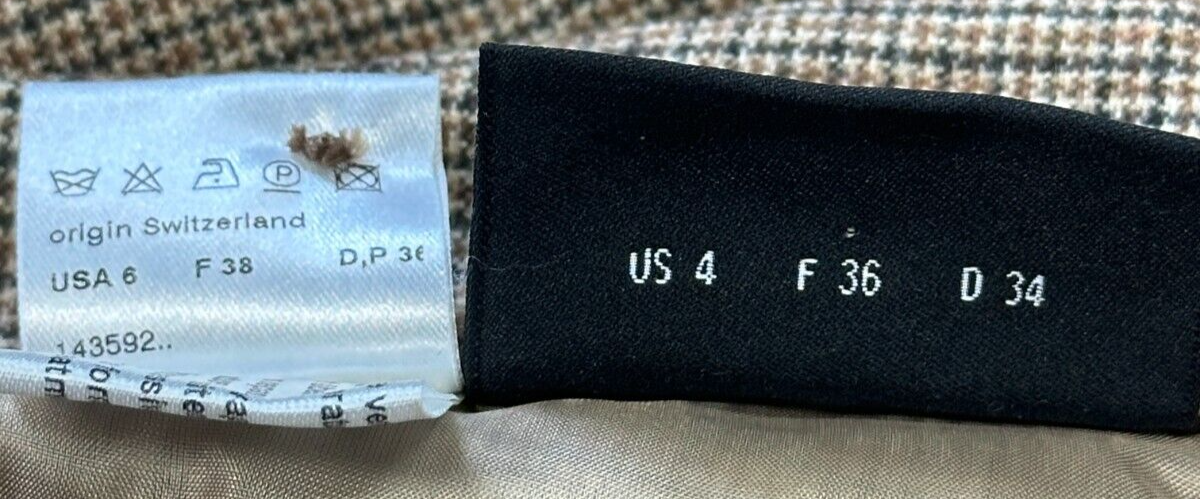 P
origin Switzerland
USA 6 F 38 D,P 36
143592..
US 4 F 36 D 34